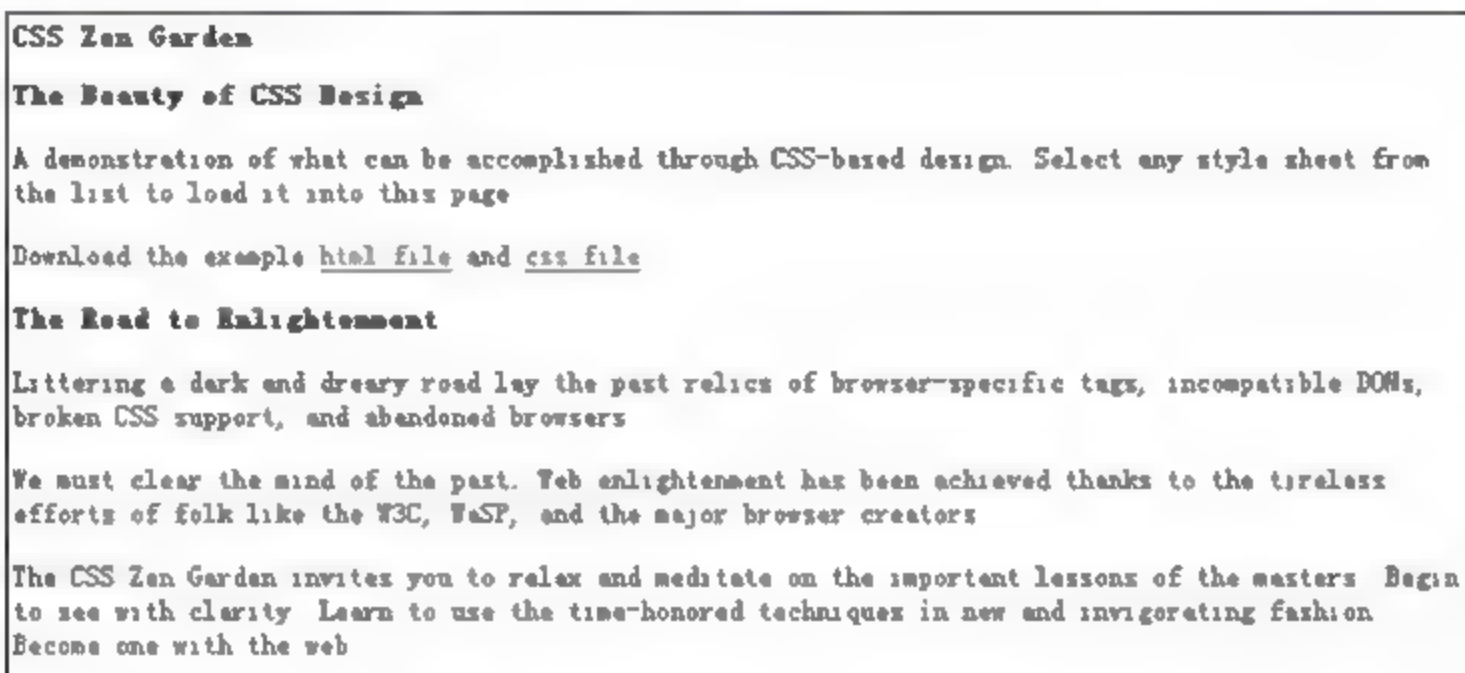 CSS Zen Garden
The Beauty of CSS Design
A demonstration of what can be accomplished through CSS-based design. Select any style sheet from
the list to load it into this page
Download the example html file and css file
The Road to Enlightenment
Littering a dark and dreary road lay the past relics of browser-specific tags, incompatible DOMs,
broken CSS support, and abandoned browsers
We must clear the mind of the past. Web enlightenment has been achieved thanks to the tireless
efforts of folk like the W3C, WaSP, and the major browser creators
The CSS Zen Garden invites you to relax and meditate on the important lessons of the masters Begin
to see with clarity Learn to use the time-honored techniques in new and invigorating fashion
Become one with the web